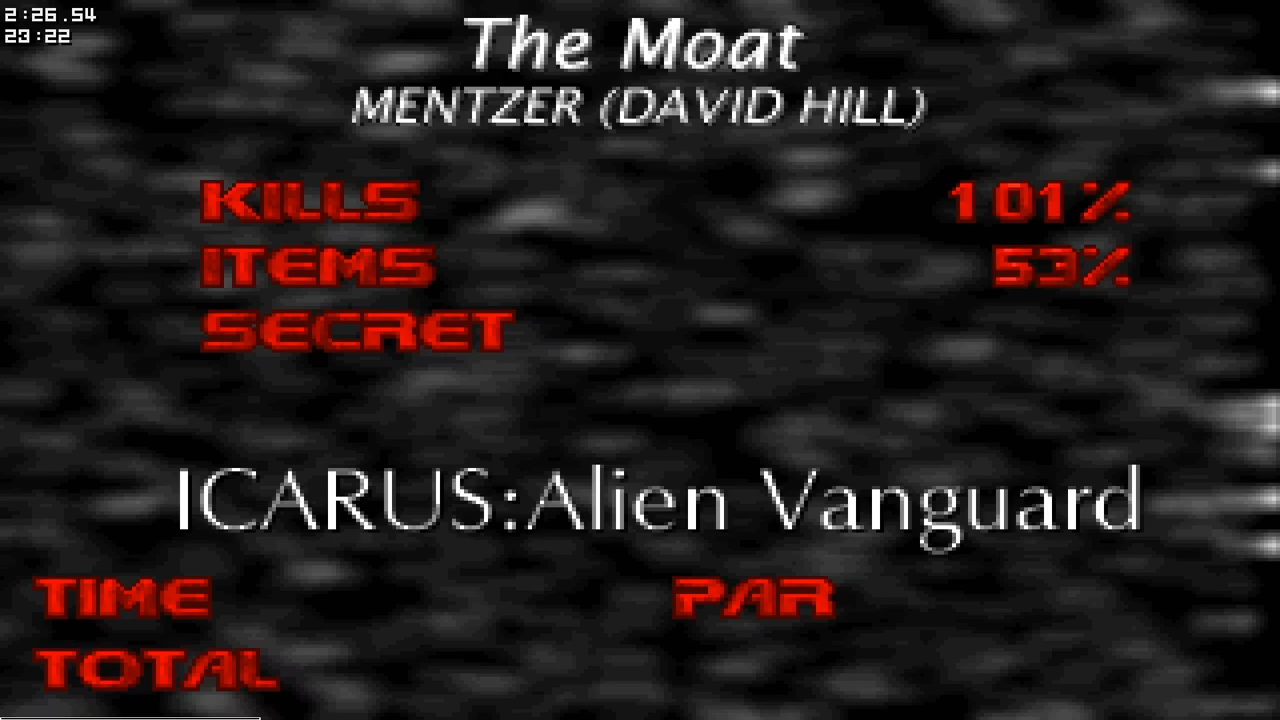 2:26.54
23:22
The Moat
MENTZER (DAVID HILL)
KILLS 101%
ITEMS 53%
SECRET
ICARUS:Alien Vanguard
TIME PAR
TOTAL